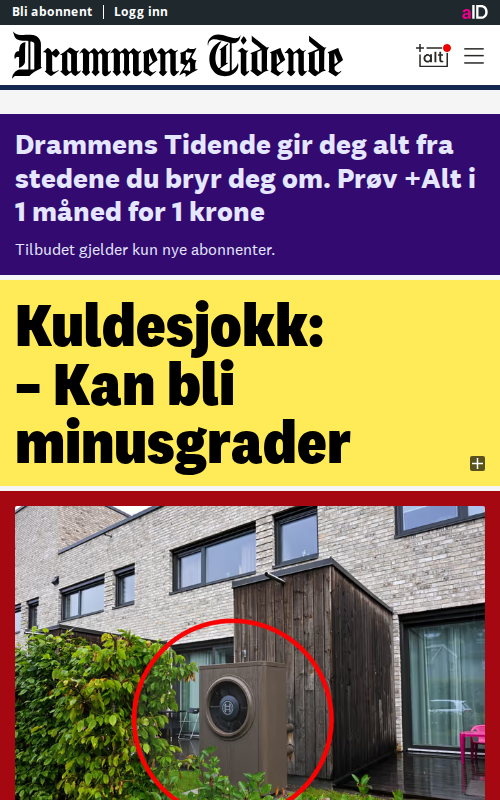 Bli abonnent | Logg inn
aID
Drammens Tidende
+alt
Drammens Tidende gir deg alt fra
stedene du bryr deg om. Prøv +Alt i
1 måned for 1 krone
Tilbudet gjelder kun nye abonnenter.
Kuldesjokk:
– Kan bli
minusgrader